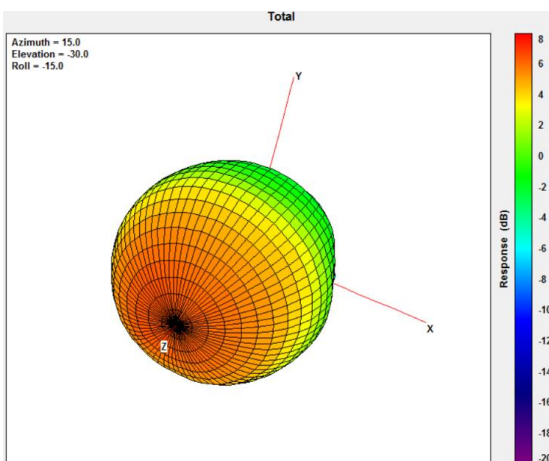 Total
Azimuth = 15.0
Elevation = -30.0
Roll = -15.0
Y
X
Z
8
6
4
2
0
-2
-4
-6
-8
-10
-12
-14
-16
-18
-20
Response (dB)